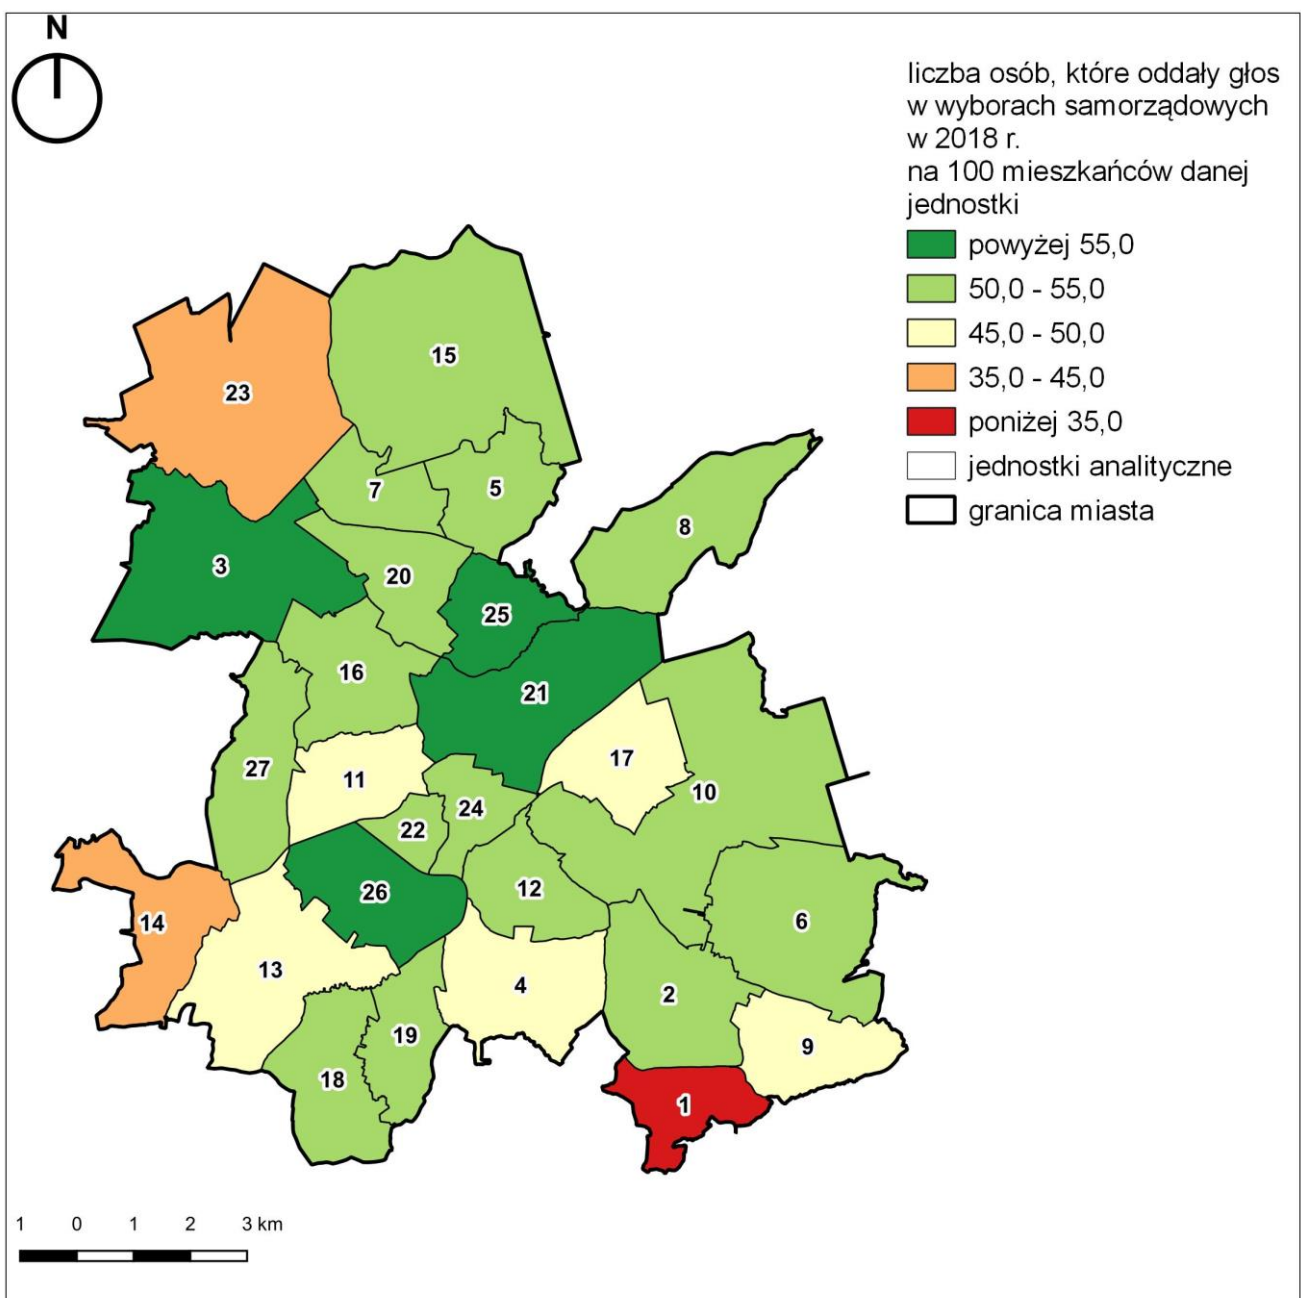 N
liczba osób, które oddały głos
w wyborach samorządowych
w 2018 r.
na 100 mieszkańców danej
jednostki
powyżej 55,0
50,0 - 55,0
45,0 - 50,0
35,0 - 45,0
poniżej 35,0
jednostki analityczne
granica miasta
15
23
7
5
8
3
20
25
16
21
17
27
11
10
24
22
26
12
14
6
13
4
2
19
9
18
1
1 0 1 2 3 km